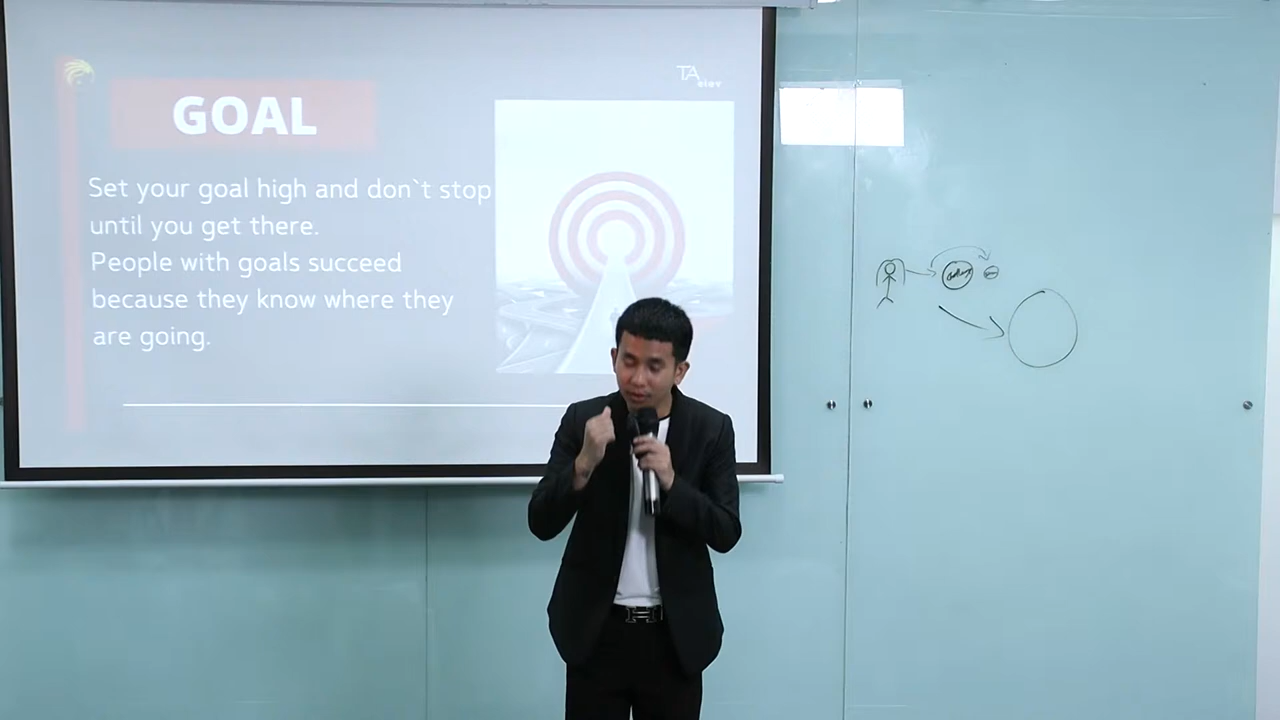 TA
GOAL
Set your goal high and don`t stop
until you get there.
People with goals succeed
because they know where they
are going.